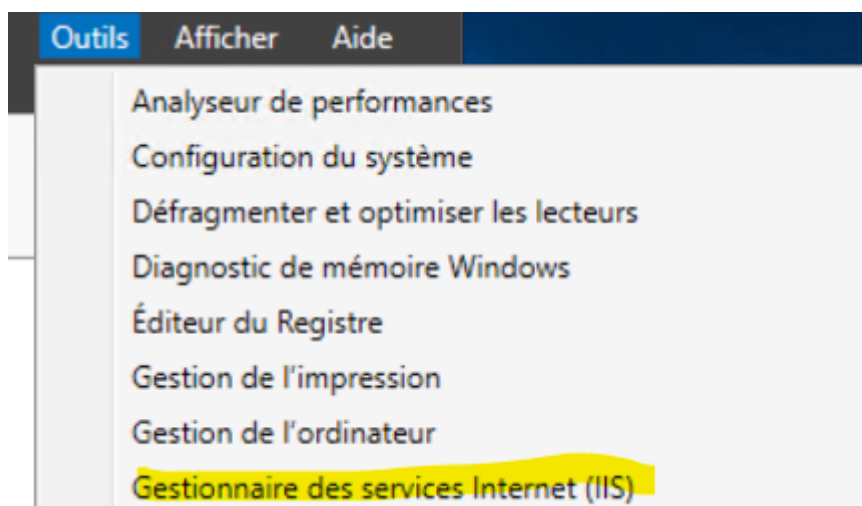 Outils Afficher Aide
Analyseur de performances
Configuration du système
Défragmenter et optimiser les lecteurs
Diagnostic de mémoire Windows
Éditeur du Registre
Gestion de l'impression
Gestion de l'ordinateur
Gestionnaire des services Internet (IIS)